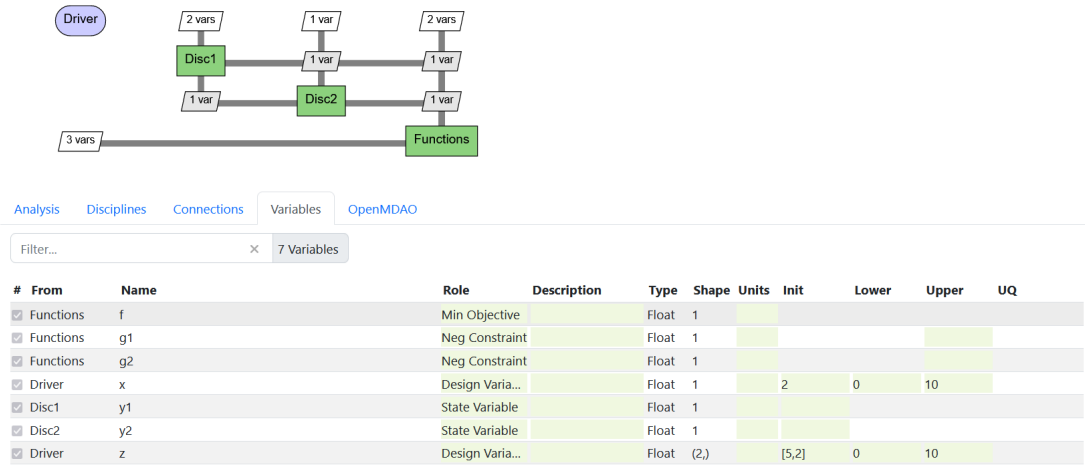 Driver 2 vars 1 var 2 vars
Disc1 1 var 1 var
1 var Disc2 1 var
3 vars Functions
Analysis Disciplines Connections Variables OpenMDAO
Filter... × 7 Variables
# From Name Role Description Type Shape Units Init Lower Upper UQ
Functions f Min Objective Float 1
Functions g1 Neg Constraint Float 1
Functions g2 Neg Constraint Float 1
Driver x Design Varia... Float 1 2 0 10
Disc1 y1 State Variable Float 1
Disc2 y2 State Variable Float 1
Driver z Design Varia... Float (2,) [5,2] 0 10